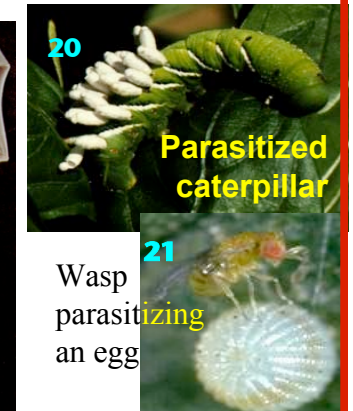 20
Parasitized
caterpillar
21
Wasp
parasitizing
an egg